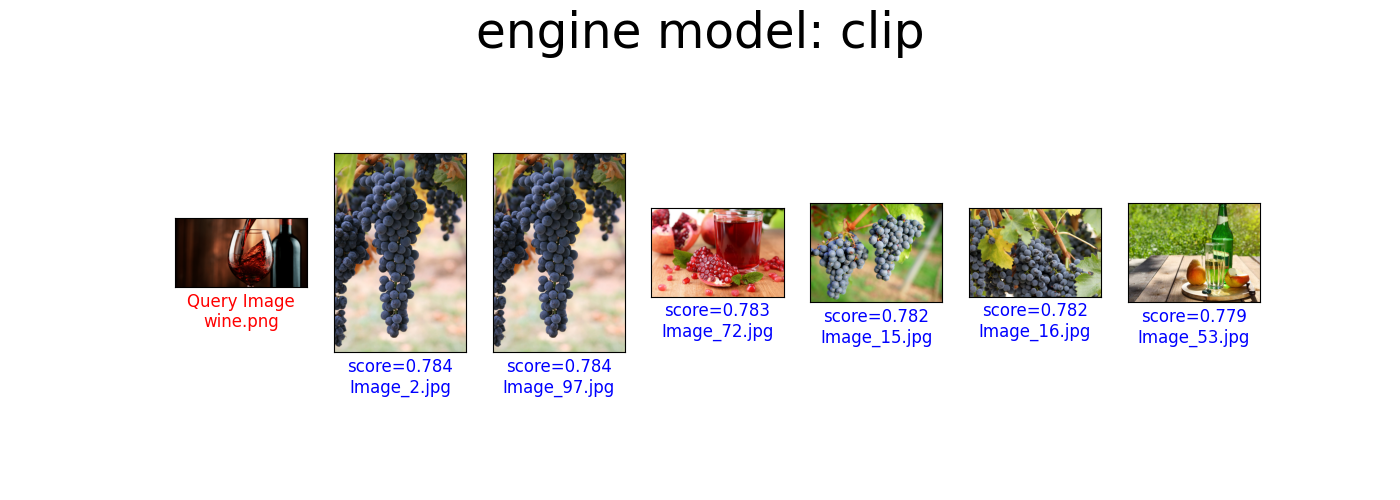 engine model: clip
Query Image
wine.png
score=0.784
Image_2.jpg
score=0.784
Image_97.jpg
score=0.783
Image_72.jpg
score=0.782
Image_15.jpg
score=0.782
Image_16.jpg
score=0.779
Image_53.jpg